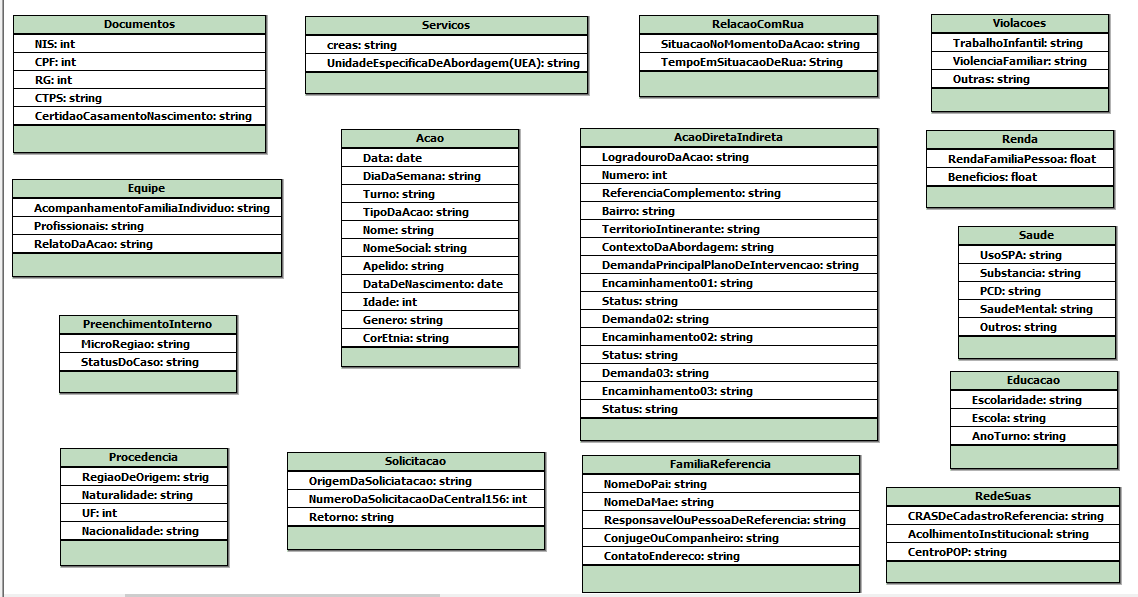 Documentos
NIS: int
CPF: int
RG: int
CTPS: string
CertidaoCasamentoNascimento: string
Servicos
creas: string
UnidadeEspecificaDeAbordagem(UEA): string
RelacaoComRua
SituacaoNoMomentoDaAcao: string
TempoEmSituacaoDeRua: String
Violacoes
TrabalhoInfantil: string
ViolenciaFamiliar: string
Outras: string
Equipe
AcompanhamentoFamiliaIndividuo: string
Profissionais: string
RelatoDaAcao: string
Acao
Data: date
DiaDaSemana: string
Turno: string
TipoDaAcao: string
Nome: string
NomeSocial: string
Apelido: string
DataDeNascimento: date
Idade: int
Genero: string
CorEtnia: string
AcaoDiretaIndireta
LogradouroDaAcao: string
Numero: int
ReferenciaComplemento: string
Bairro: string
TerritorioIntinerante: string
ContextoDaAbordagem: string
DemandaPrincipalPlanoDeIntervencao: string
Encaminhamento01: string
Status: string
Demanda02: string
Encaminhamento02: string
Status: string
Demanda03: string
Encaminhamento03: string
Status: string
Renda
RendaFamiliaPessoa: float
Beneficios: float
Saude
UsoSPA: string
Substancia: string
PCD: string
SaudeMental: string
Outros: string
PreenchimentoInterno
MicroRegiao: string
StatusDoCaso: string
Educacao
Escolaridade: string
Escola: string
AnoTurno: string
Procedencia
RegiaoDeOrigem: strig
Naturalidade: string
UF: int
Nacionalidade: string
Solicitacao
OrigemDaSoliciatacao: string
NumeroDaSolicitacaoDaCentral156: int
Retorno: string
FamiliaReferencia
NomeDoPai: string
NomeDaMae: string
ResponsavelOuPessoaDeReferencia: string
ConjugeOuCompanheiro: string
ContatoEndereco: string
RedeSuas
CRASDeCadastroReferencia: string
AcolhimentoInstitucional: string
CentroPOP: string